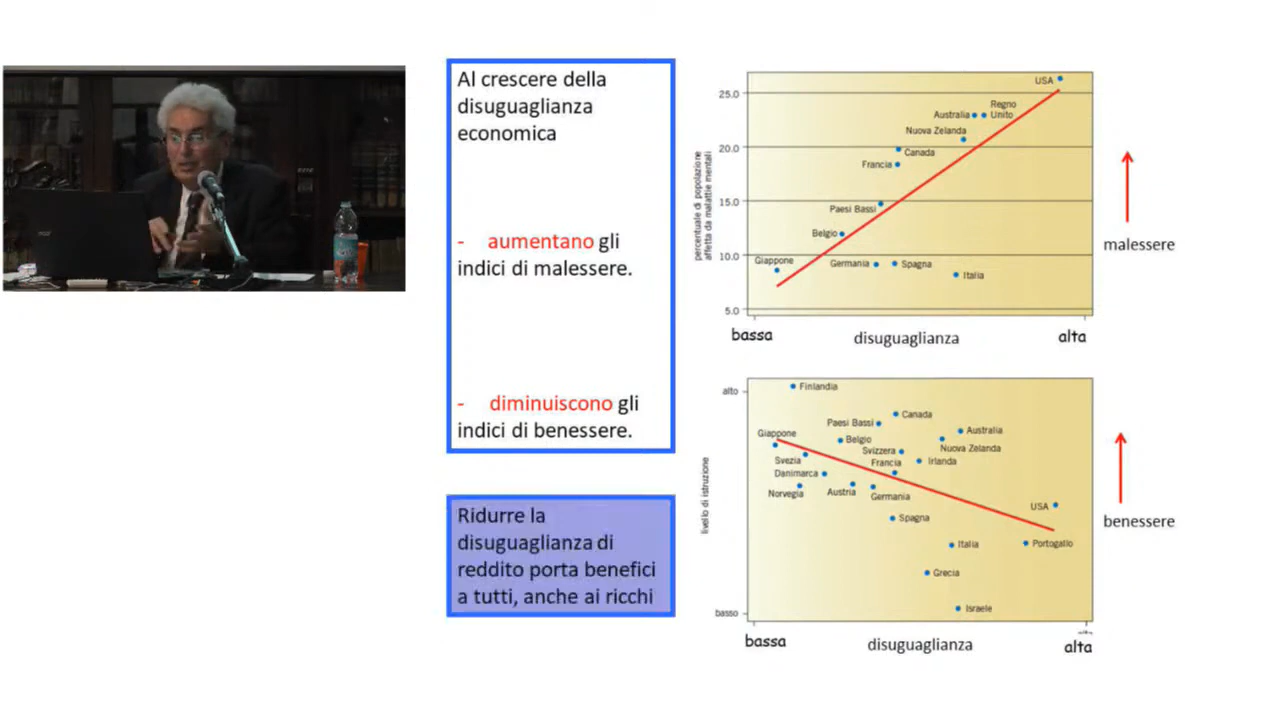 Al crescere della
disuguaglianza
economica
- aumentano gli
indici di malessere.
- diminuiscono gli
indici di benessere.
Ridurre la
disuguaglianza di
reddito porta benefici
a tutti, anche ai ricchi
percentuale di popolazione
affetta da malattie mentali
25.0
20.0
15.0
10.0
5.0
USA
Regno
Australia Unito
Nuova Zelanda
Canada
Francia
Paesi Bassi
Belgio
Giappone
Germania Spagna
Italia
bassa disuguaglianza alta
malessere
livello di istruzione
alto
basso
Finlandia
Canada
Paesi Bassi
Australia
Giappone
Belgio
Nuova Zelanda
Svizzera
Svezia
Francia
Irlanda
Danimarca
Norvegia
Austria
Germania
USA
Spagna
Italia
Portogallo
Grecia
Israele
bassa disuguaglianza alta
benessere